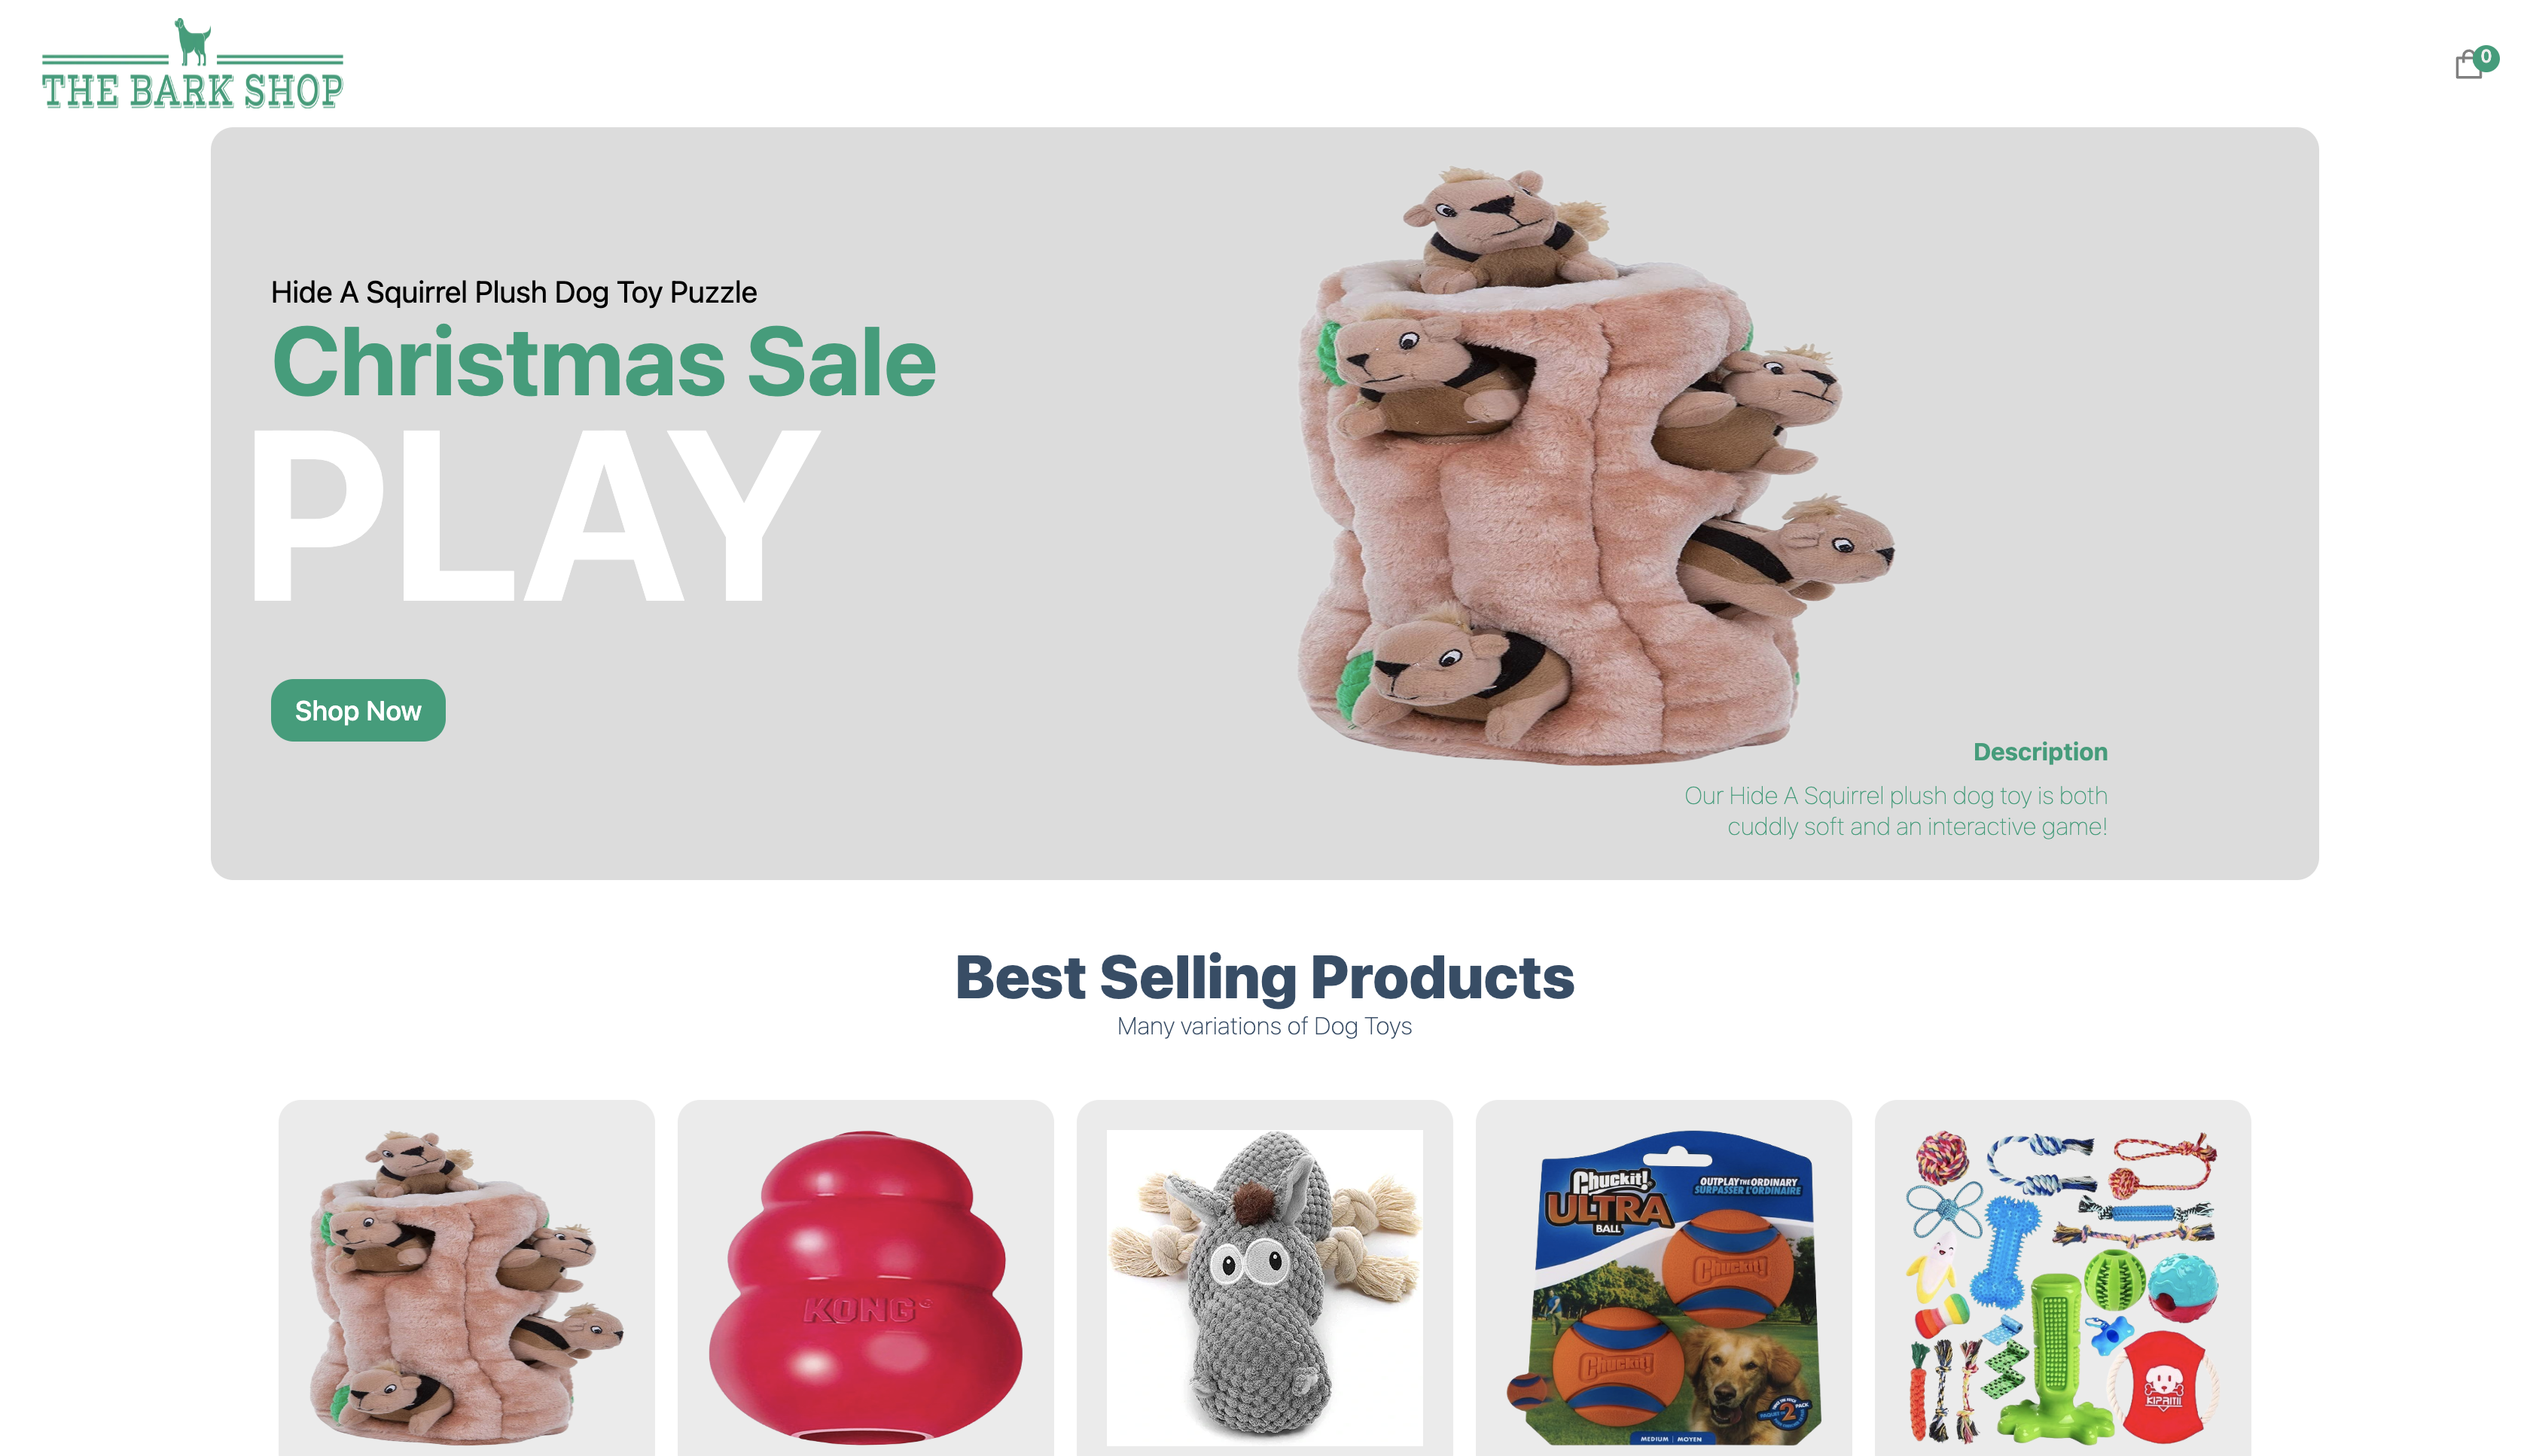 THE BARK SHOP
0
Hide A Squirrel Plush Dog Toy Puzzle
Christmas Sale
PLAY
Shop Now
Description
Our Hide A Squirrel plush dog toy is both
cuddly soft and an interactive game!
Best Selling Products
Many variations of Dog Toys
KONG
Chuckit!
ULTRA
BALL
OUTPLAY THE ORDINARY
SURPASSER L'ORDINAIRE
Chuckit!
Chuckit!
2
MEDIUM | MOYEN
KIPRITII